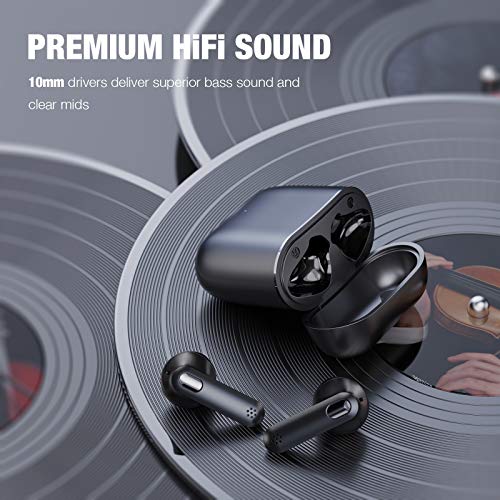 PREMIUM HiFi SOUND
10mm drivers deliver superior bass sound and
clear mids